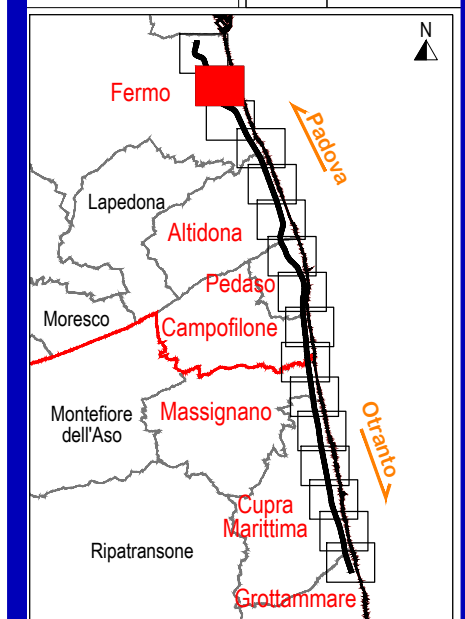 N
Fermo
Padova
Lapedona
Altidona
Pedaso
Moresco
Campofilone
Massignano
Montefiore
dell'Aso
Otranto
Cupra
Marittima
Ripatransone
Grottammare